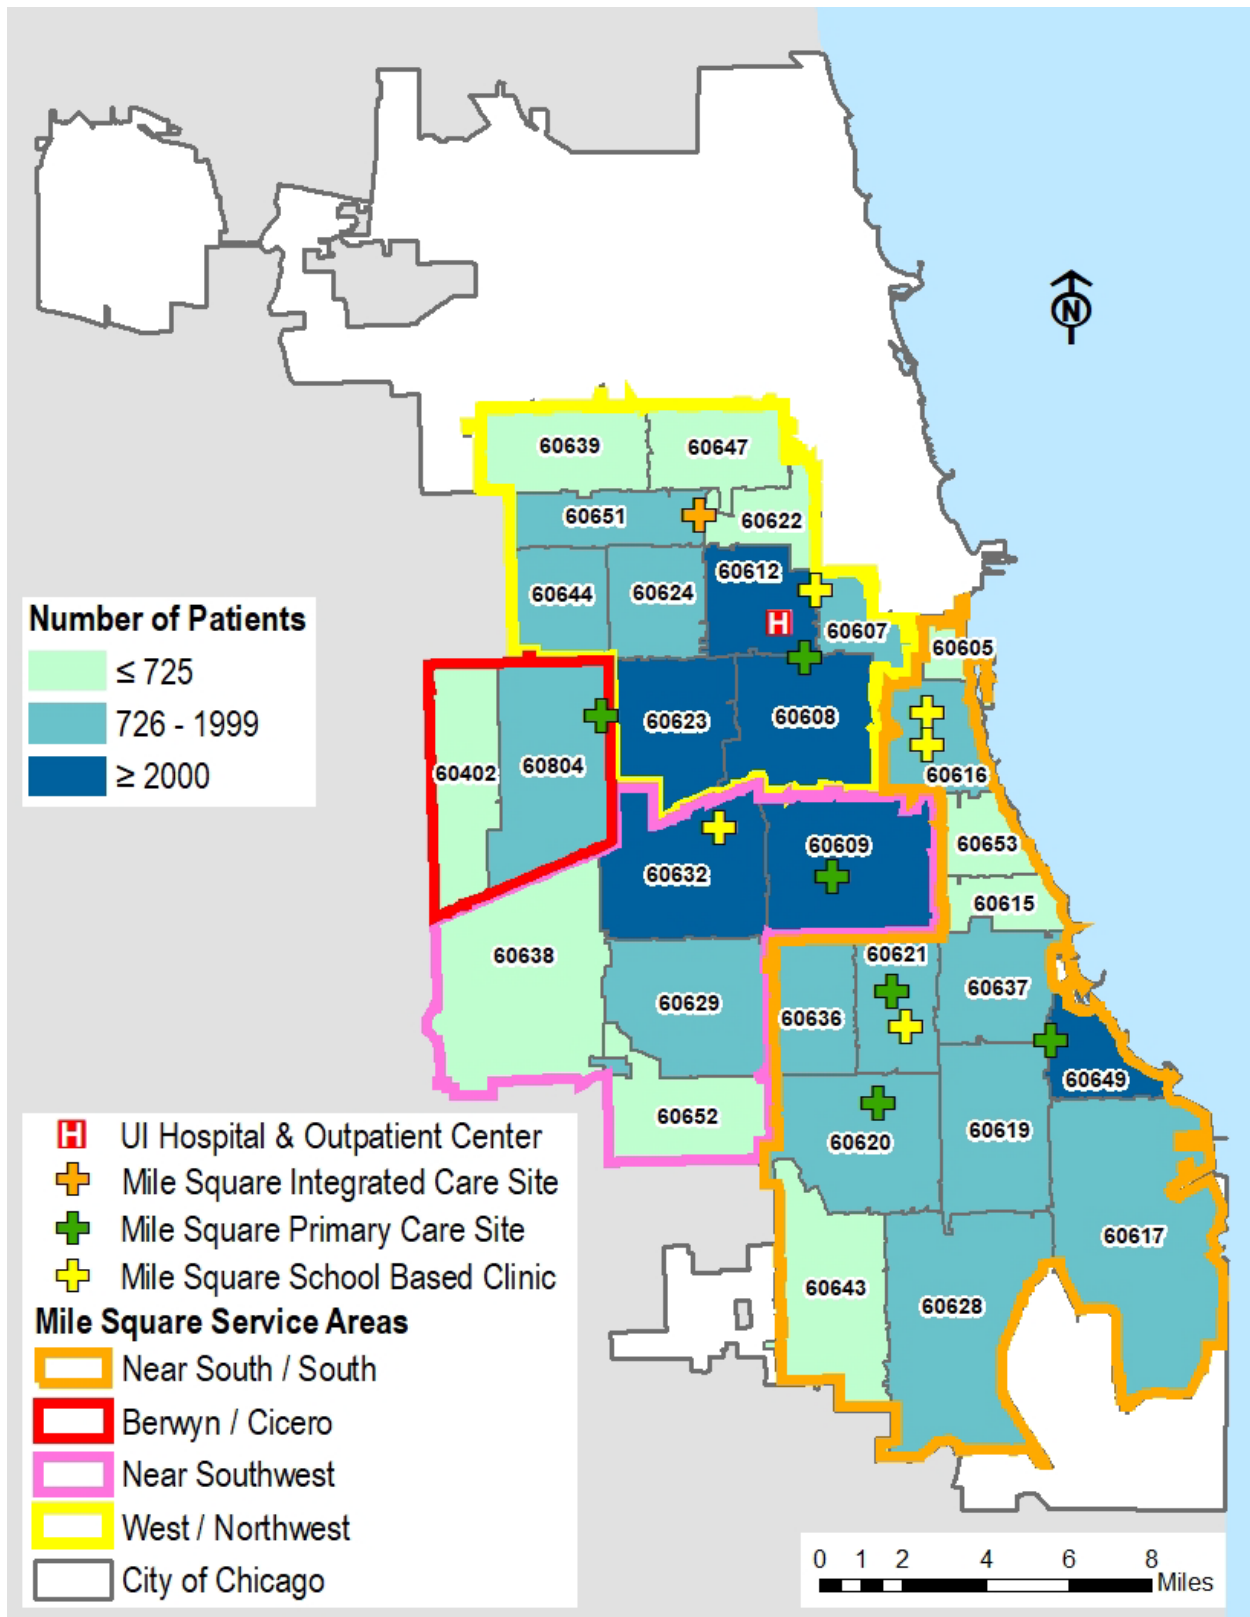 N
60639
60647
60651
60622
60612
60644
60624
60607
H
60605
60623
60608
60402
60804
60616
60609
60653
60632
60615
60638
60621
60637
60629
60636
60649
60652
60620
60619
60617
60643
60628
Number of Patients
≤ 725
726 - 1999
≥ 2000
H UI Hospital & Outpatient Center
Mile Square Integrated Care Site
Mile Square Primary Care Site
Mile Square School Based Clinic
Mile Square Service Areas
Near South / South
Berwyn / Cicero
Near Southwest
West / Northwest
City of Chicago
0 1 2 4 6 8
Miles